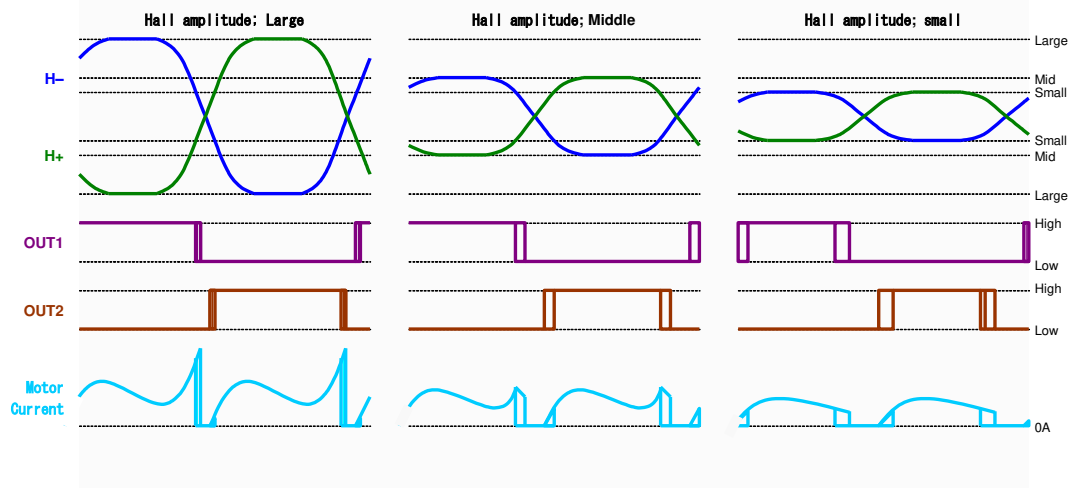 Hall amplitude; Large
Hall amplitude; Middle
Hall amplitude; small
Large
H−
Mid
Small
Small
H+
Mid
Large
High
OUT1
Low
High
OUT2
Low
Motor
Current
0A